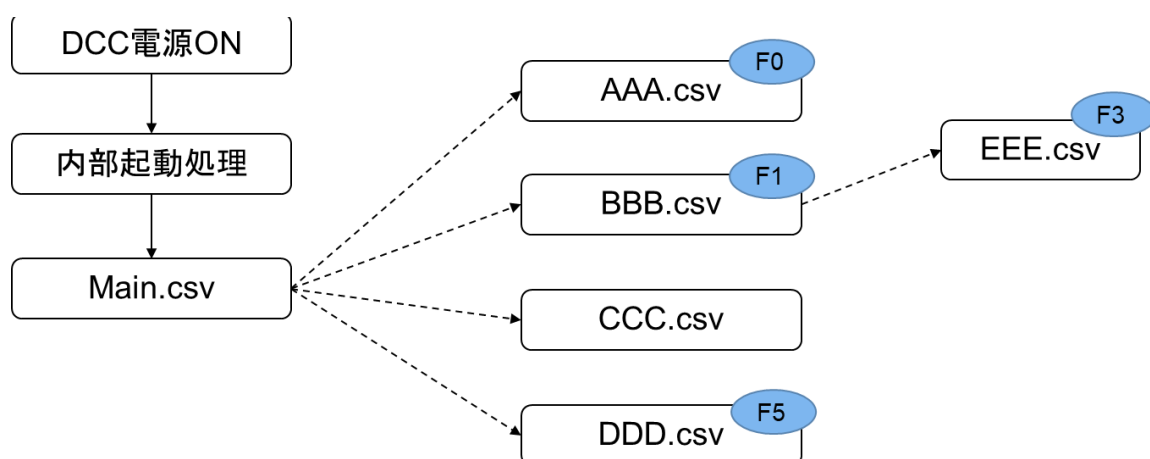 DCC電源ON
内部起動処理
Main.csv
F0
AAA.csv
F1
BBB.csv
CCC.csv
F5
DDD.csv
F3
EEE.csv